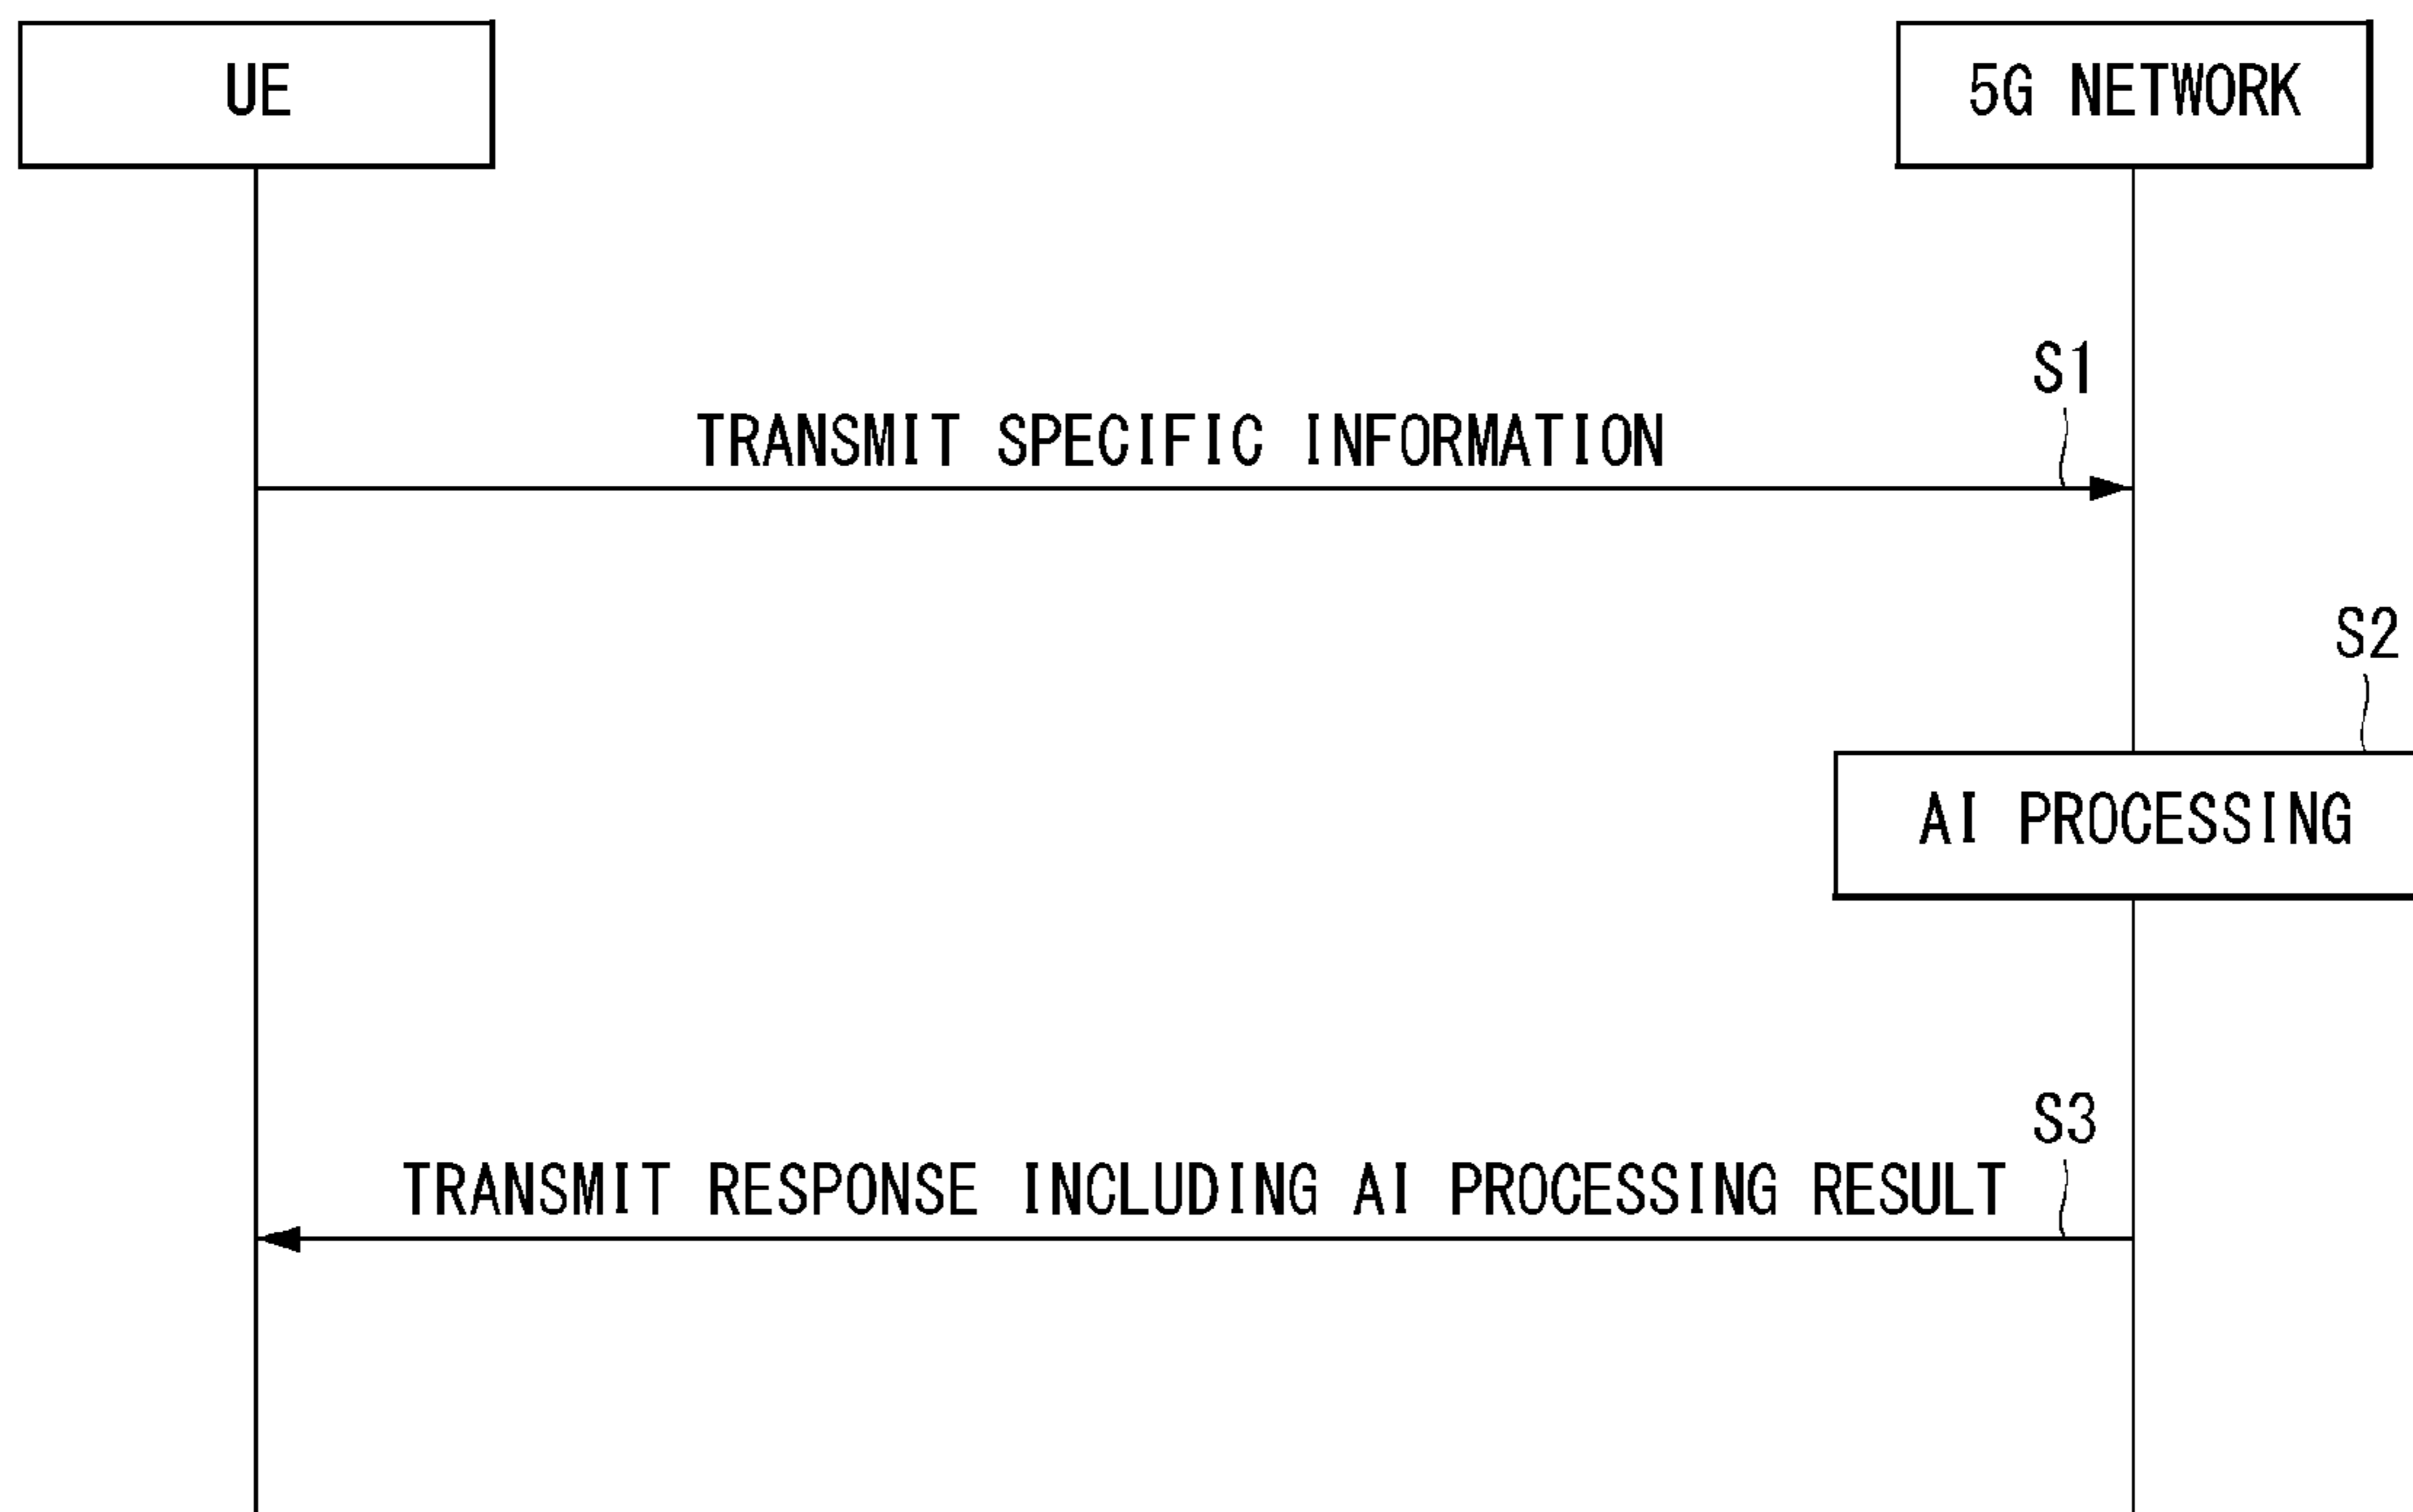 UE
5G NETWORK
S1
TRANSMIT SPECIFIC INFORMATION
S2
AI PROCESSING
S3
TRANSMIT RESPONSE INCLUDING AI PROCESSING RESULT